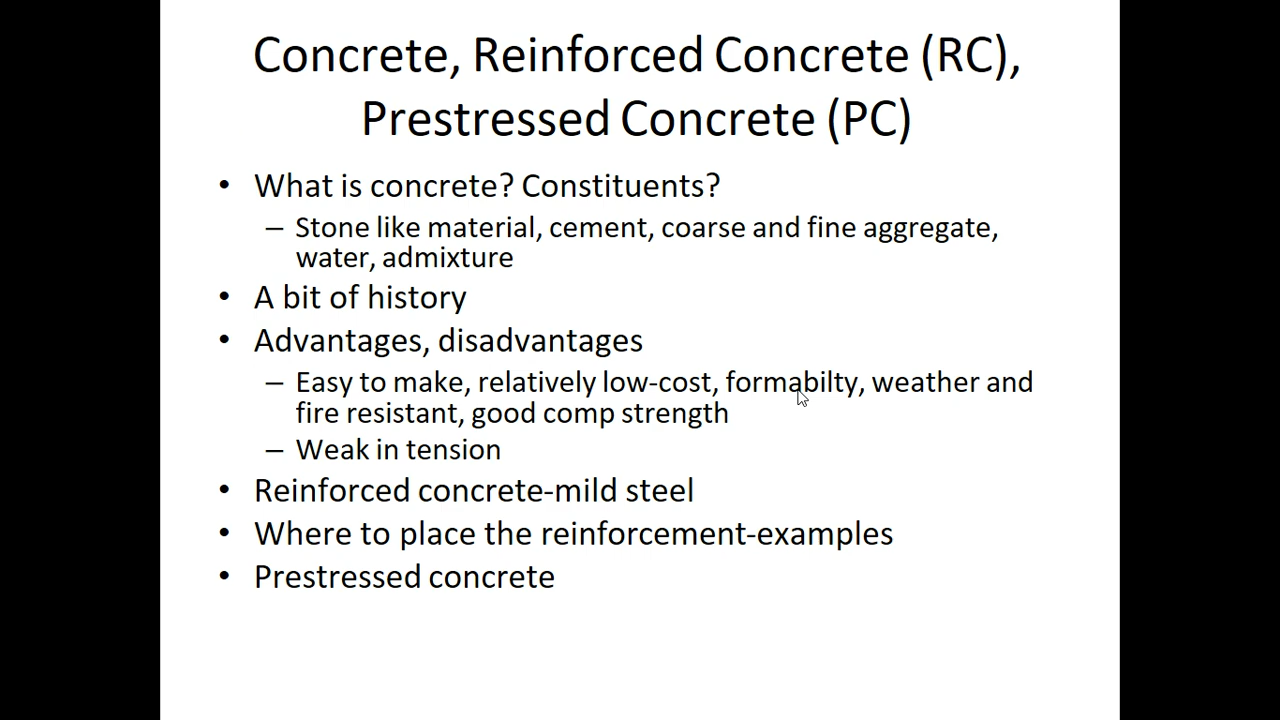 Concrete, Reinforced Concrete (RC),
Prestressed Concrete (PC)
• What is concrete? Constituents?
– Stone like material, cement, coarse and fine aggregate,
water, admixture
• A bit of history
• Advantages, disadvantages
– Easy to make, relatively low-cost, formabilty, weather and
fire resistant, good comp strength
– Weak in tension
• Reinforced concrete-mild steel
• Where to place the reinforcement-examples
• Prestressed concrete